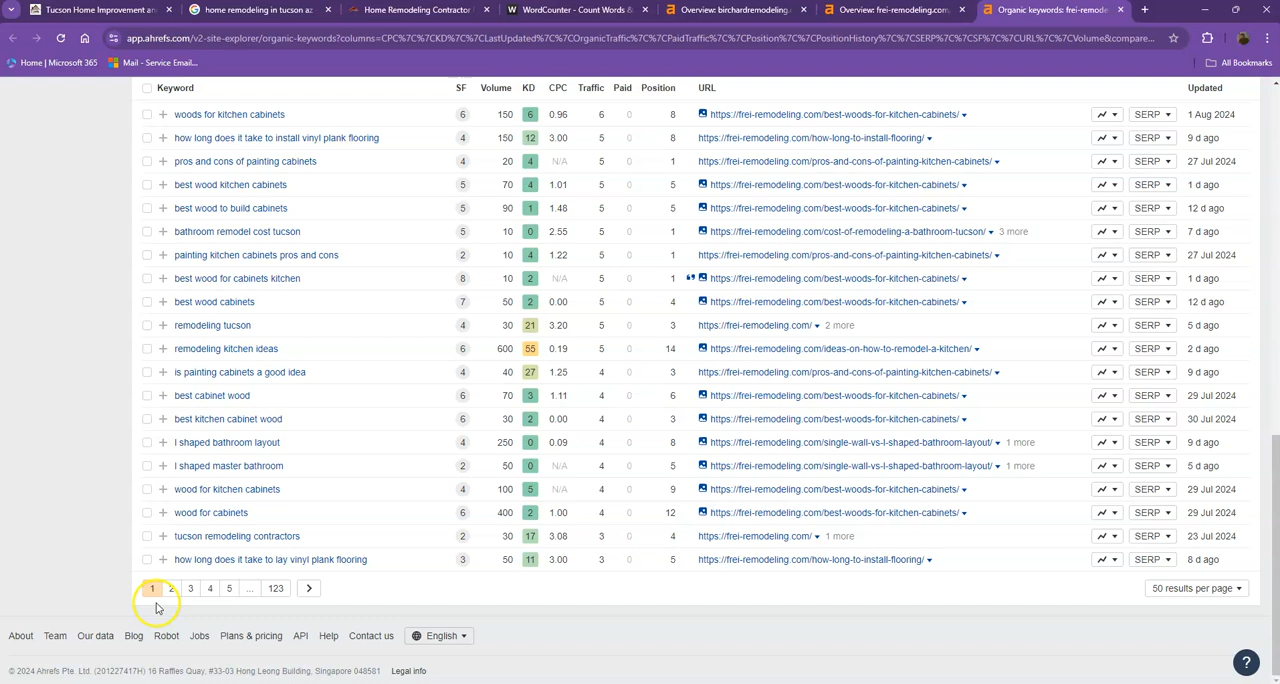 Tucson Home Improvement an
home remodeling in tucson az
Home Remodeling Contractor
WordCounter - Count Words &
Overview: birchardremodeling.
Overview: frei-remodeling.com,
Organic keywords: frei-remode
app.ahrefs.com/v2-site-explorer/organic-keywords?columns=CPC%7C%7CKD%7C%7CLastUpdated%7C%7COrganicTraffic%7C%7CPaidTraffic%7C%7CPosition%7C%7CPositionHistory%7C%7CSERP%7C%7CSF%7C%7CURL%7C%7CVolume&compare...
Home | Microsoft 365
Mail - Service Email...
All Bookmarks
Keyword SF Volume KD CPC Traffic Paid Position URL Updated
woods for kitchen cabinets 6 150 6 0.96 6 0 8 https://frei-remodeling.com/best-woods-for-kitchen-cabinets/ SERP 1 Aug 2024
how long does it take to install vinyl plank flooring 4 150 12 3.00 5 0 8 https://frei-remodeling.com/how-long-to-install-flooring/ SERP 9 d ago
pros and cons of painting cabinets 4 20 4 N/A 5 0 1 https://frei-remodeling.com/pros-and-cons-of-painting-kitchen-cabinets/ SERP 27 Jul 2024
best wood kitchen cabinets 5 70 4 1.01 5 0 5 https://frei-remodeling.com/best-woods-for-kitchen-cabinets/ SERP 1 d ago
best wood to build cabinets 5 90 1 1.48 5 0 5 https://frei-remodeling.com/best-woods-for-kitchen-cabinets/ SERP 12 d ago
bathroom remodel cost tucson 5 10 0 2.55 5 0 1 https://frei-remodeling.com/cost-of-remodeling-a-bathroom-tucson/ 3 more SERP 7 d ago
painting kitchen cabinets pros and cons 2 10 4 1.22 5 0 1 https://frei-remodeling.com/pros-and-cons-of-painting-kitchen-cabinets/ SERP 27 Jul 2024
best wood for cabinets kitchen 8 10 2 N/A 5 0 1 https://frei-remodeling.com/best-woods-for-kitchen-cabinets/ SERP 1 d ago
best wood cabinets 7 50 2 0.00 5 0 4 https://frei-remodeling.com/best-woods-for-kitchen-cabinets/ SERP 12 d ago
remodeling tucson 4 30 21 3.20 5 0 3 https://frei-remodeling.com/ 2 more SERP 5 d ago
remodeling kitchen ideas 6 600 55 0.19 5 0 14 https://frei-remodeling.com/ideas-on-how-to-remodel-a-kitchen/ SERP 2 d ago
is painting cabinets a good idea 4 40 27 1.25 4 0 3 https://frei-remodeling.com/pros-and-cons-of-painting-kitchen-cabinets/ SERP 9 d ago
best cabinet wood 6 70 3 1.11 4 0 6 https://frei-remodeling.com/best-woods-for-kitchen-cabinets/ SERP 29 Jul 2024
best kitchen cabinet wood 6 30 2 0.00 4 0 3 https://frei-remodeling.com/best-woods-for-kitchen-cabinets/ SERP 30 Jul 2024
l shaped bathroom layout 4 250 0 0.09 4 0 8 https://frei-remodeling.com/single-wall-vs-l-shaped-bathroom-layout/ 1 more SERP 9 d ago
l shaped master bathroom 2 50 0 N/A 4 0 5 https://frei-remodeling.com/single-wall-vs-l-shaped-bathroom-layout/ 1 more SERP 5 d ago
wood for kitchen cabinets 4 100 5 N/A 4 0 9 https://frei-remodeling.com/best-woods-for-kitchen-cabinets/ SERP 29 Jul 2024
wood for cabinets 6 400 2 1.00 4 0 12 https://frei-remodeling.com/best-woods-for-kitchen-cabinets/ SERP 29 Jul 2024
tucson remodeling contractors 2 30 17 3.08 3 0 4 https://frei-remodeling.com/ 1 more SERP 23 Jul 2024
how long does it take to lay vinyl plank flooring 3 50 11 3.00 3 0 5 https://frei-remodeling.com/how-long-to-install-flooring/ SERP 8 d ago
1 2 3 4 5 ... 123 50 results per page
About Team Our data Blog Robot Jobs Plans & pricing API Help Contact us English
© 2024 Ahrefs Pte. Ltd. (201227417H) 16 Raffles Quay, #33-03 Hong Leong Building, Singapore 048581 Legal info
?